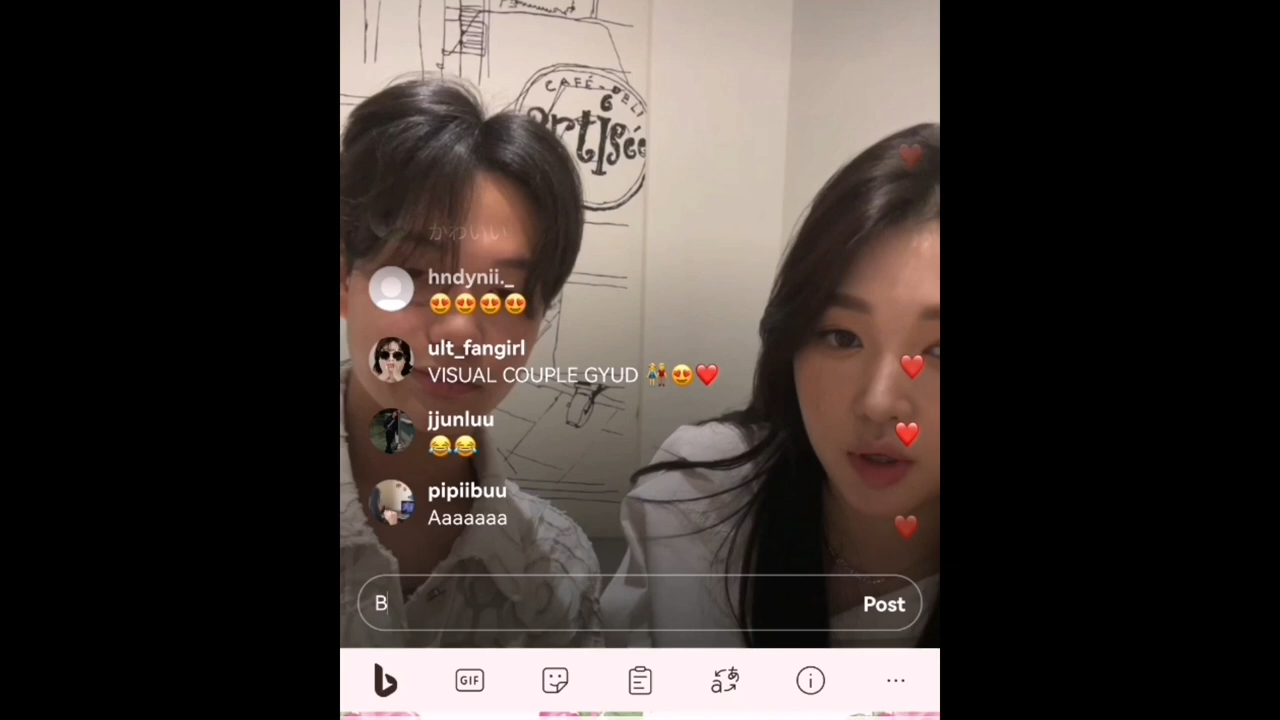 CAFÉ-DELI
artisée
かわいい
hndynii._
😍😍😍😍
ult_fangirl
VISUAL COUPLE GYUD 👫😍❤️
jjunluu
😂😂
pipiibuu
Aaaaaaa
B
Post
GIF